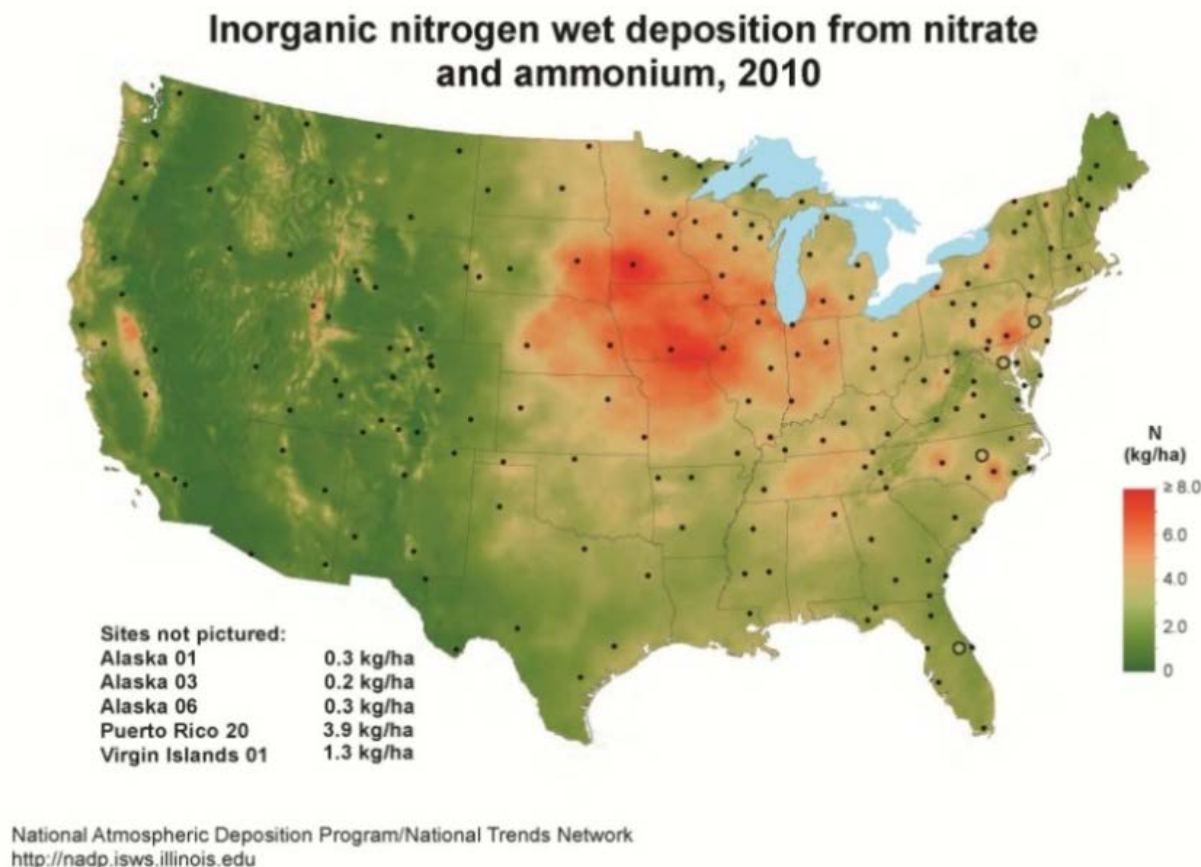 Inorganic nitrogen wet deposition from nitrate
and ammonium, 2010
N
(kg/ha)
≥ 8.0
6.0
4.0
2.0
0
Sites not pictured:
Alaska 01 0.3 kg/ha
Alaska 03 0.2 kg/ha
Alaska 06 0.3 kg/ha
Puerto Rico 20 3.9 kg/ha
Virgin Islands 01 1.3 kg/ha
National Atmospheric Deposition Program/National Trends Network
http://nadp.isws.illinois.edu